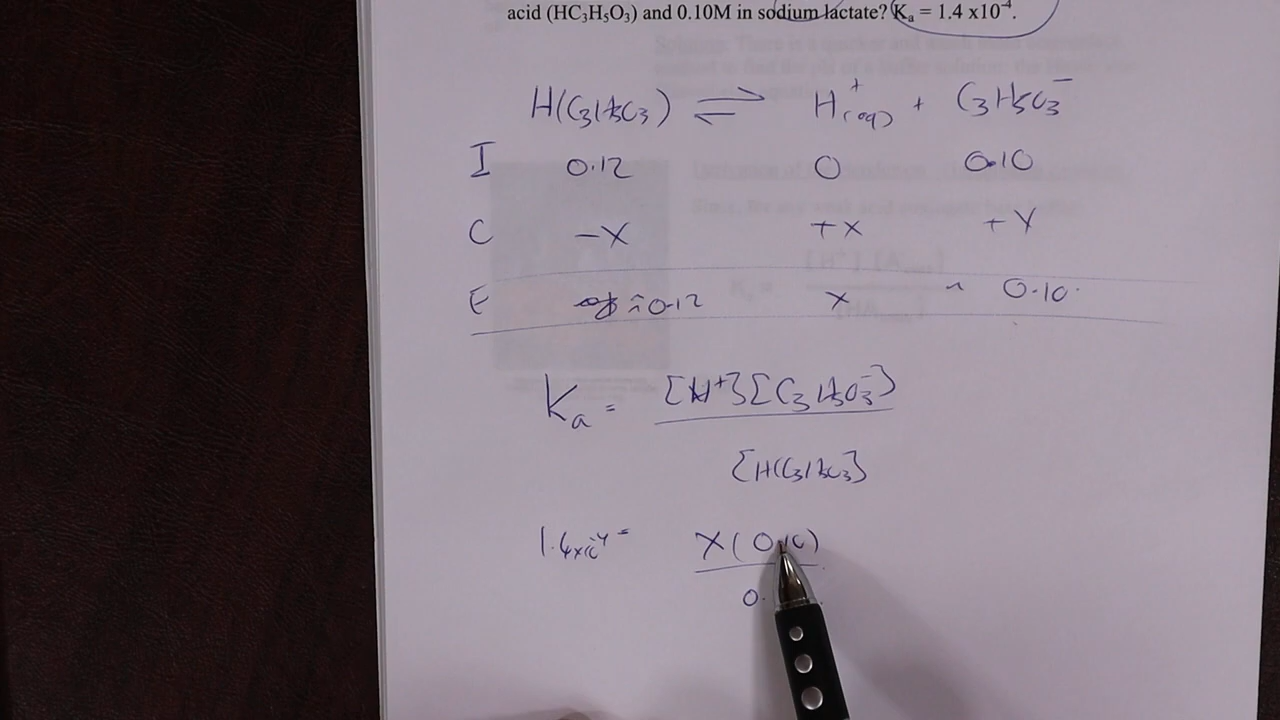 acid (HC₃H₅O₃) and 0.10M in sodium lactate? Kₐ = 1.4 x10⁻⁴.
H(C₃H₅O₃) ⇌ H⁺(aq) + C₃H₅O₃⁻
I 0.12 0 0.10
C -X +X +X
E ≈0.12 X ~ 0.10
Kₐ = [H⁺][C₃H₅O₃⁻]
[H(C₃H₅O₃]
1.4x10⁻⁴ = X(0.10)
0.